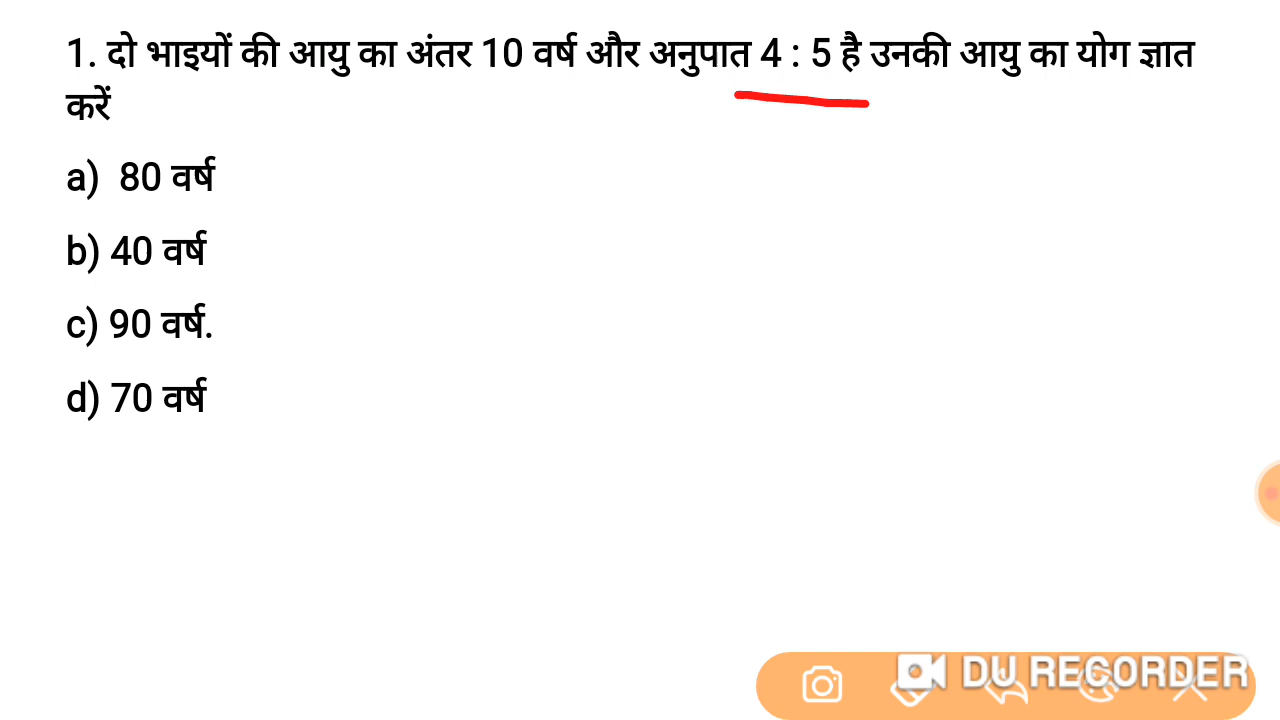 1. दो भाइयों की आयु का अंतर 10 वर्ष और अनुपात 4 : 5 है उनकी आयु का योग ज्ञात
करें
a) 80 वर्ष
b) 40 वर्ष
c) 90 वर्ष.
d) 70 वर्ष
DU RECORDER